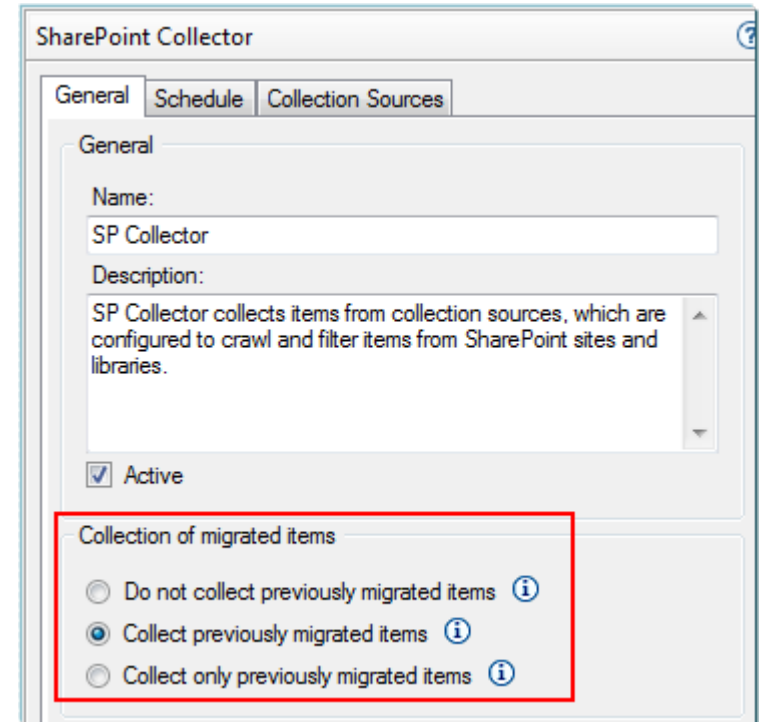 SharePoint Collector
General Schedule Collection Sources
General
Name:
SP Collector
Description:
SP Collector collects items from collection sources, which are
configured to crawl and filter items from SharePoint sites and
libraries.
Active
Collection of migrated items
Do not collect previously migrated items
Collect previously migrated items
Collect only previously migrated items